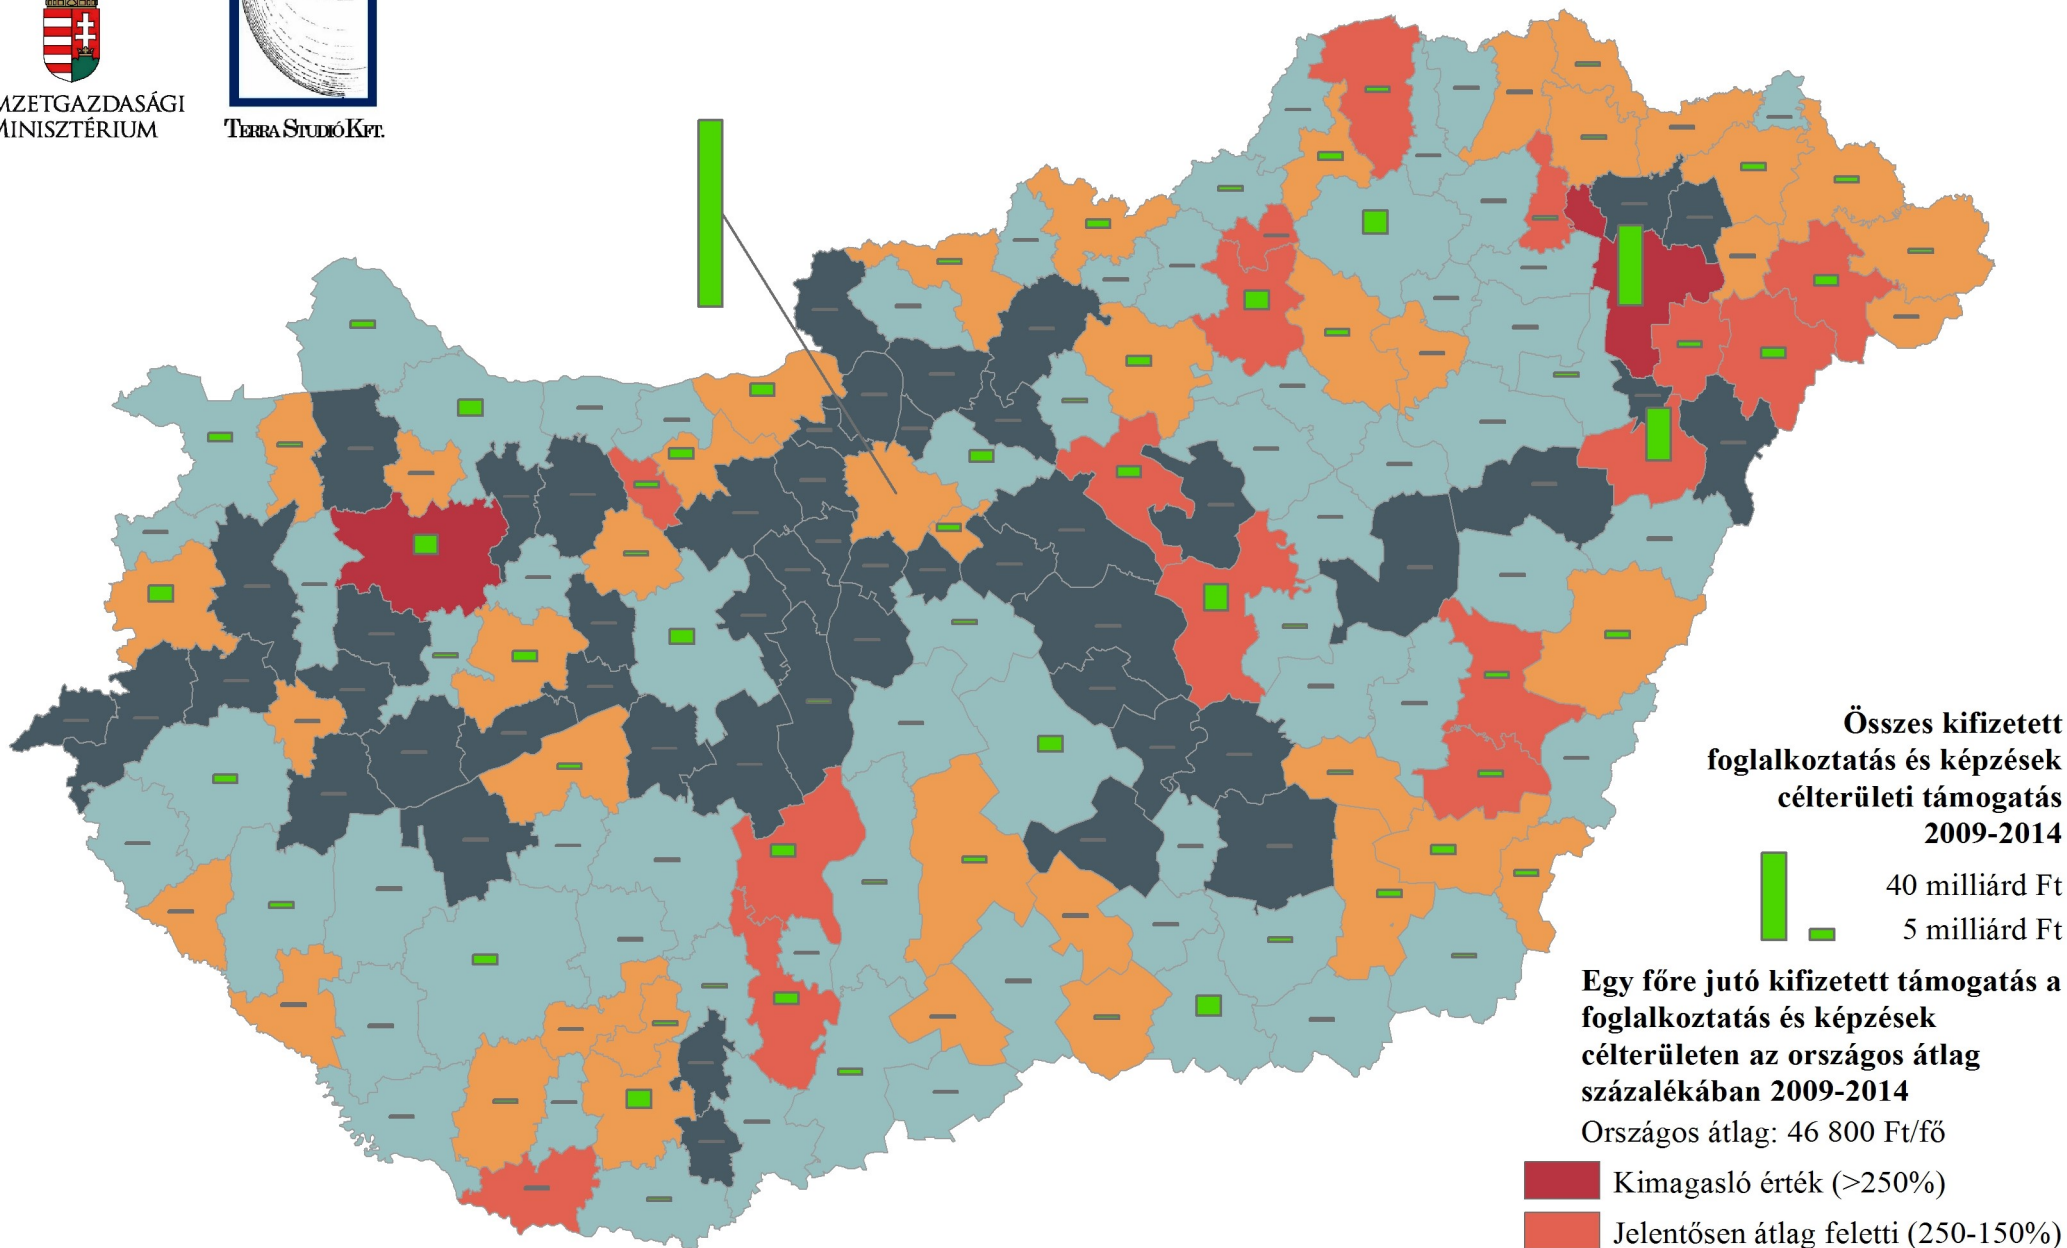 MZETGAZDASÁGI
MINISZTÉRIUM
TERRA STUDIÓ KFT.
Összes kifizetett
foglalkoztatás és képzések
célterületi támogatás
2009-2014
40 milliárd Ft
5 milliárd Ft
Egy főre jutó kifizetett támogatás a
foglalkoztatás és képzések
célterületen az országos átlag
százalékában 2009-2014
Országos átlag: 46 800 Ft/fő
Kimagasló érték (>250%)
Jelentősen átlag feletti (250-150%)